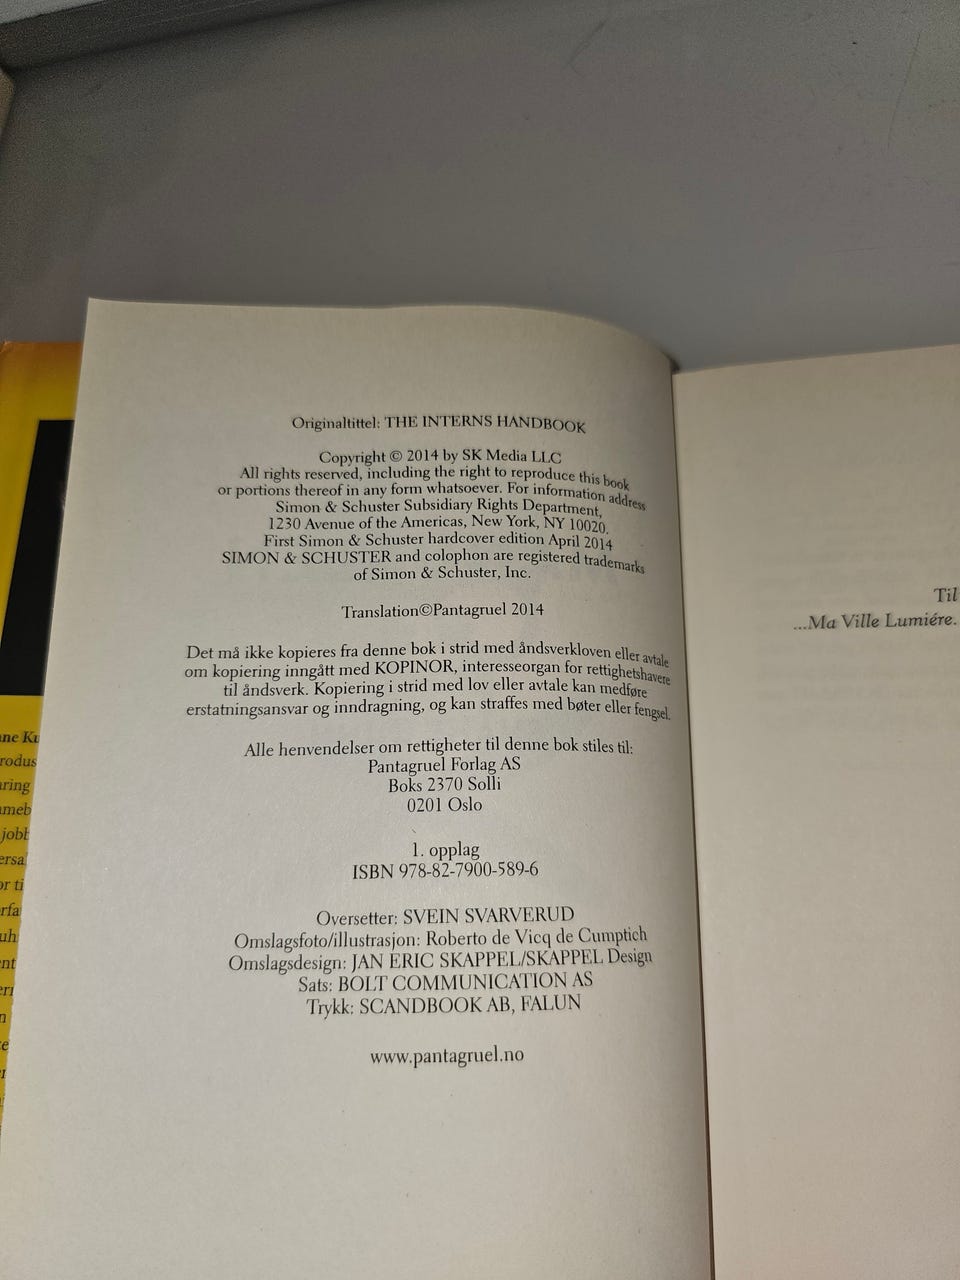 Originaltittel: THE INTERNS HANDBOOK
Copyright © 2014 by SK Media LLC
All rights reserved, including the right to reproduce this book
or portions thereof in any form whatsoever. For information address
Simon & Schuster Subsidiary Rights Department,
1230 Avenue of the Americas, New York, NY 10020.
First Simon & Schuster hardcover edition April 2014
SIMON & SCHUSTER and colophon are registered trademarks
of Simon & Schuster, Inc.
Translation©Pantagruel 2014
Det må ikke kopieres fra denne bok i strid med åndsverkloven eller avtale
om kopiering inngått med KOPINOR, interesseorgan for rettighetshavere
til åndsverk. Kopiering i strid med lov eller avtale kan medføre
erstatningsansvar og inndragning, og kan straffes med bøter eller fengsel.
Alle henvendelser om rettigheter til denne bok stiles til:
Pantagruel Forlag AS
Boks 2370 Solli
0201 Oslo
1. opplag
ISBN 978-82-7900-589-6
Oversetter: SVEIN SVARVERUD
Omslagsfoto/illustrasjon: Roberto de Vicq de Cumptich
Omslagsdesign: JAN ERIC SKAPPEL/SKAPPEL Design
Sats: BOLT COMMUNICATION AS
Trykk: SCANDBOOK AB, FALUN
www.pantagruel.no
Til
...Ma Ville Lumiére.